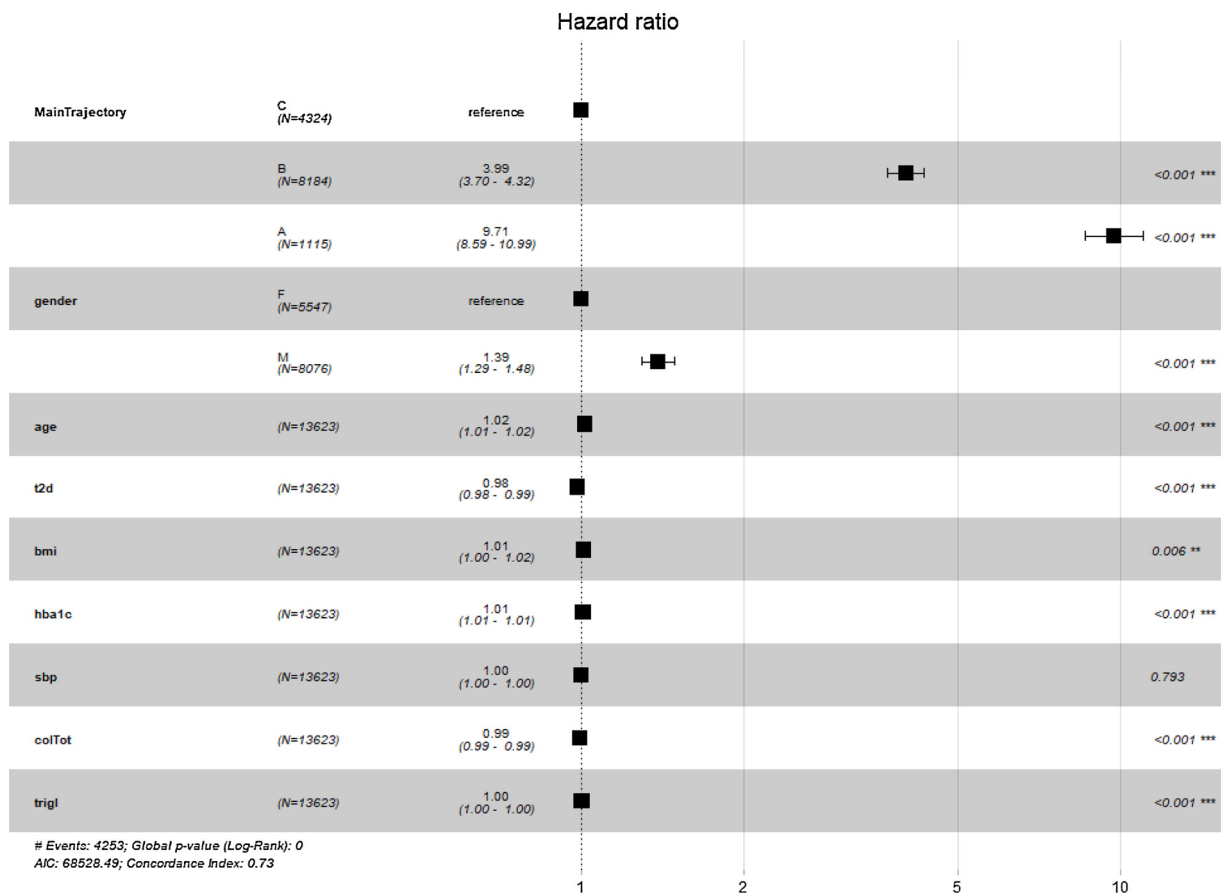 Hazard ratio
MainTrajectory C reference
(N=4324)
B 3.99
(N=8184) (3.70 - 4.32) <0.001 ***
A 9.71
(N=1115) (8.59 - 10.99) <0.001 ***
gender F reference
(N=5547)
M 1.39
(N=8076) (1.29 - 1.48) <0.001 ***
age (N=13623) 1.02 <0.001 ***
(1.01 - 1.02)
t2d (N=13623) 0.98 <0.001 ***
(0.98 - 0.99)
bmi (N=13623) 1.01 0.006 **
(1.00 - 1.02)
hba1c (N=13623) 1.01 <0.001 ***
(1.01 - 1.01)
sbp (N=13623) 1.00 0.793
(1.00 - 1.00)
colTot (N=13623) 0.99 <0.001 ***
(0.99 - 0.99)
trigl (N=13623) 1.00 <0.001 ***
(1.00 - 1.00)
# Events: 4253; Global p-value (Log-Rank): 0
AIC: 68528.49; Concordance Index: 0.73
1 2 5 10